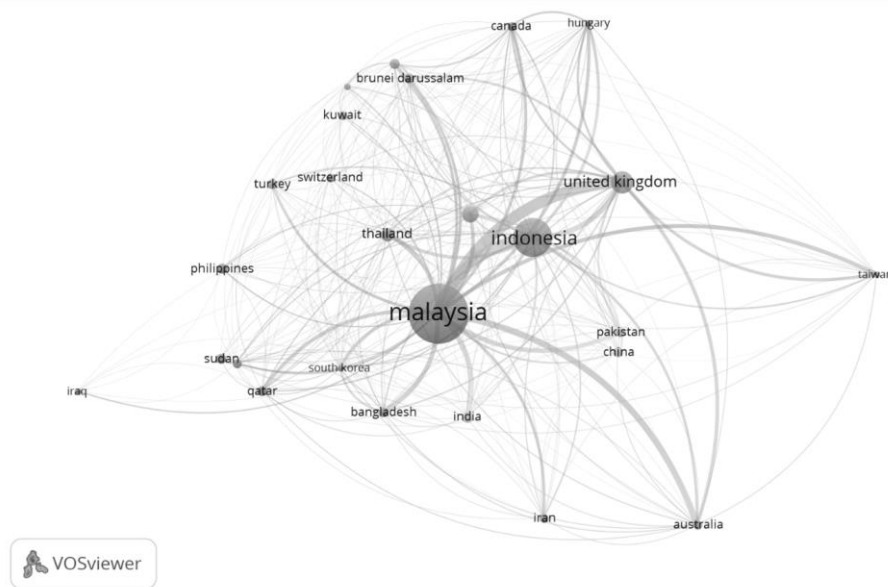 canada
hungary
brunei darussalam
kuwait
turkey
switzerland
united kingdom
thailand
indonesia
philippines
taiwan
malaysia
pakistan
china
sudan
south korea
iraq
qatar
bangladesh
india
iran
australia
VOSviewer